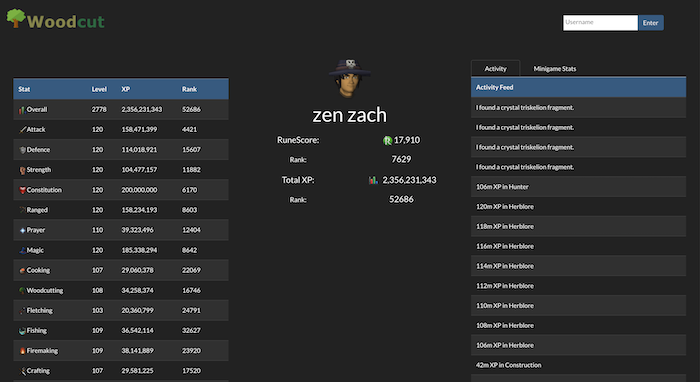 Woodcut
Username
Enter
Stat Level XP Rank
Overall 2778 2,356,231,343 52686
Attack 120 158,471,399 4421
Defence 120 114,018,921 15607
Strength 120 104,477,157 11882
Constitution 120 200,000,000 6170
Ranged 120 158,234,193 8603
Prayer 110 39,323,496 12404
Magic 120 185,338,294 8642
Cooking 107 29,060,378 22069
Woodcutting 108 34,258,374 16746
Fletching 103 20,360,799 24791
Fishing 109 36,542,114 32627
Firemaking 109 38,141,889 23920
Crafting 107 29,581,225 17520
zen zach
RuneScore: 17,910
Rank: 7629
Total XP: 2,356,231,343
Rank: 52686
Activity Minigame Stats
Activity Feed
I found a crystal triskelion fragment.
I found a crystal triskelion fragment.
I found a crystal triskelion fragment.
I found a crystal triskelion fragment.
106m XP in Hunter
120m XP in Herblore
118m XP in Herblore
116m XP in Herblore
114m XP in Herblore
112m XP in Herblore
110m XP in Herblore
108m XP in Herblore
106m XP in Herblore
42m XP in Construction